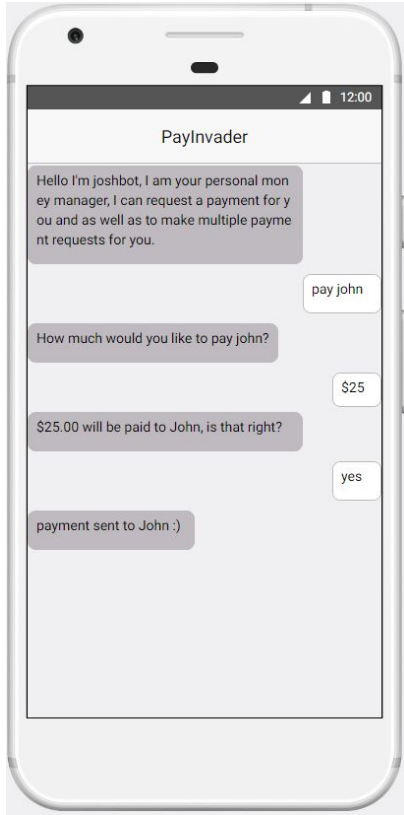 12:00
PayInvader
Hello I'm joshbot, I am your personal mon
ey manager, I can request a payment for y
ou and as well as to make multiple payme
nt requests for you.
pay john
How much would you like to pay john?
$25
$25.00 will be paid to John, is that right?
yes
payment sent to John :)